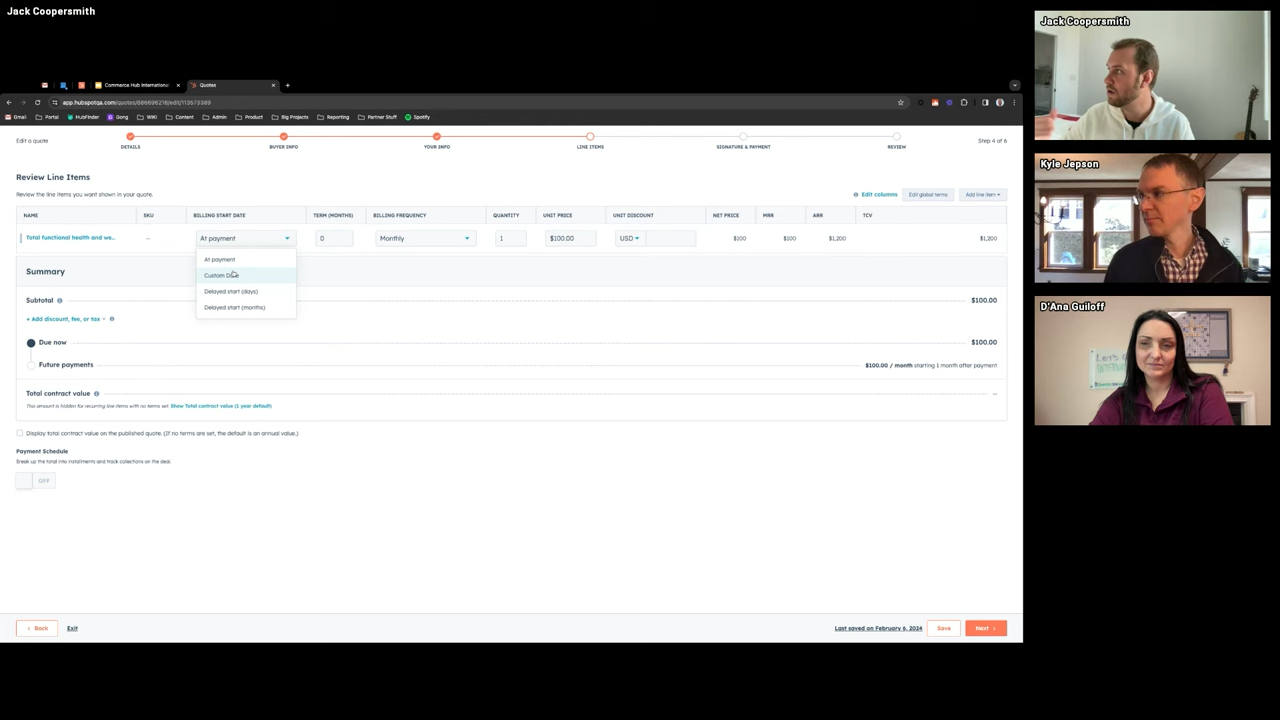 Jack Coopersmith
Jack Coopersmith
Kyle Jepson
D'Ana Guiloff
Commerce Hub International
Quotes
app.hubspotqa.com/quotes/
Gmail Portal HubFinder Gong WIKI Content Admin Product Big Projects Reporting Partner Stuff Spotify
Edit a quote
DETAILS BUYER INFO YOUR INFO LINE ITEMS SIGNATURE & PAYMENT REVIEW
Step 4 of 6
Review Line Items
Review the line items you want shown in your quote.
Edit columns Edit global terms Add line item
NAME SKU BILLING START DATE TERM (MONTHS) BILLING FREQUENCY QUANTITY UNIT PRICE UNIT DISCOUNT NET PRICE MRR ARR TCV
Total functional health and we... -- At payment 0 Monthly 1 $100.00 USD $100 $100 $1,200 $1,200
At payment
Custom Date
Delayed start (days)
Delayed start (months)
Summary
Subtotal $100.00
+ Add discount, fee, or tax
Due now $100.00
Future payments $100.00 / month starting 1 month after payment
Total contract value --
This amount is hidden for recurring line items with no terms set. Show Total contract value (1 year default)
Display total contract value on the published quote. (If no terms are set, the default is an annual value.)
Payment Schedule
Break up the total into installments and track collections on the deal.
OFF
< Back Exit Last saved on February 6, 2024 Save Next >